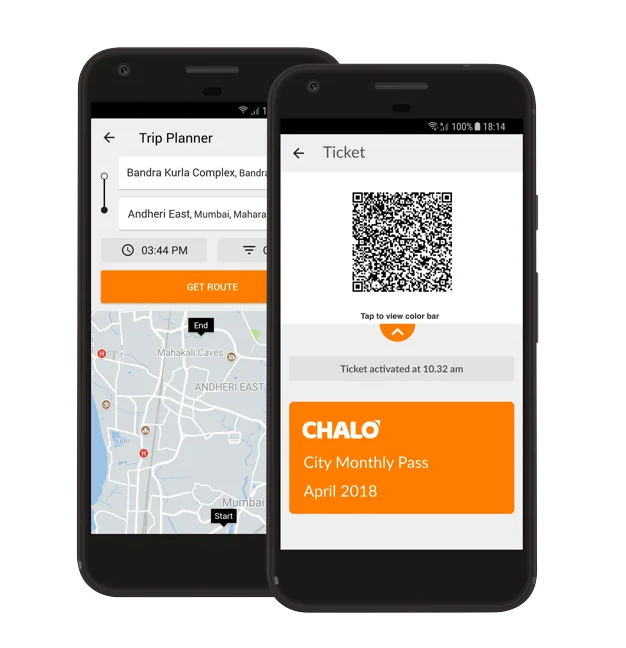 Trip Planner
Bandra Kurla Complex, Bandra
Andheri East, Mumbai, Mahara
03:44 PM
GET ROUTE
End
Mahakali Caves
H
ANDHERI EAST
JUHU
H
Mumbai
Start
100% 18:14
Ticket
Tap to view color bar
Ticket activated at 10.32 am
CHALO
City Monthly Pass
April 2018